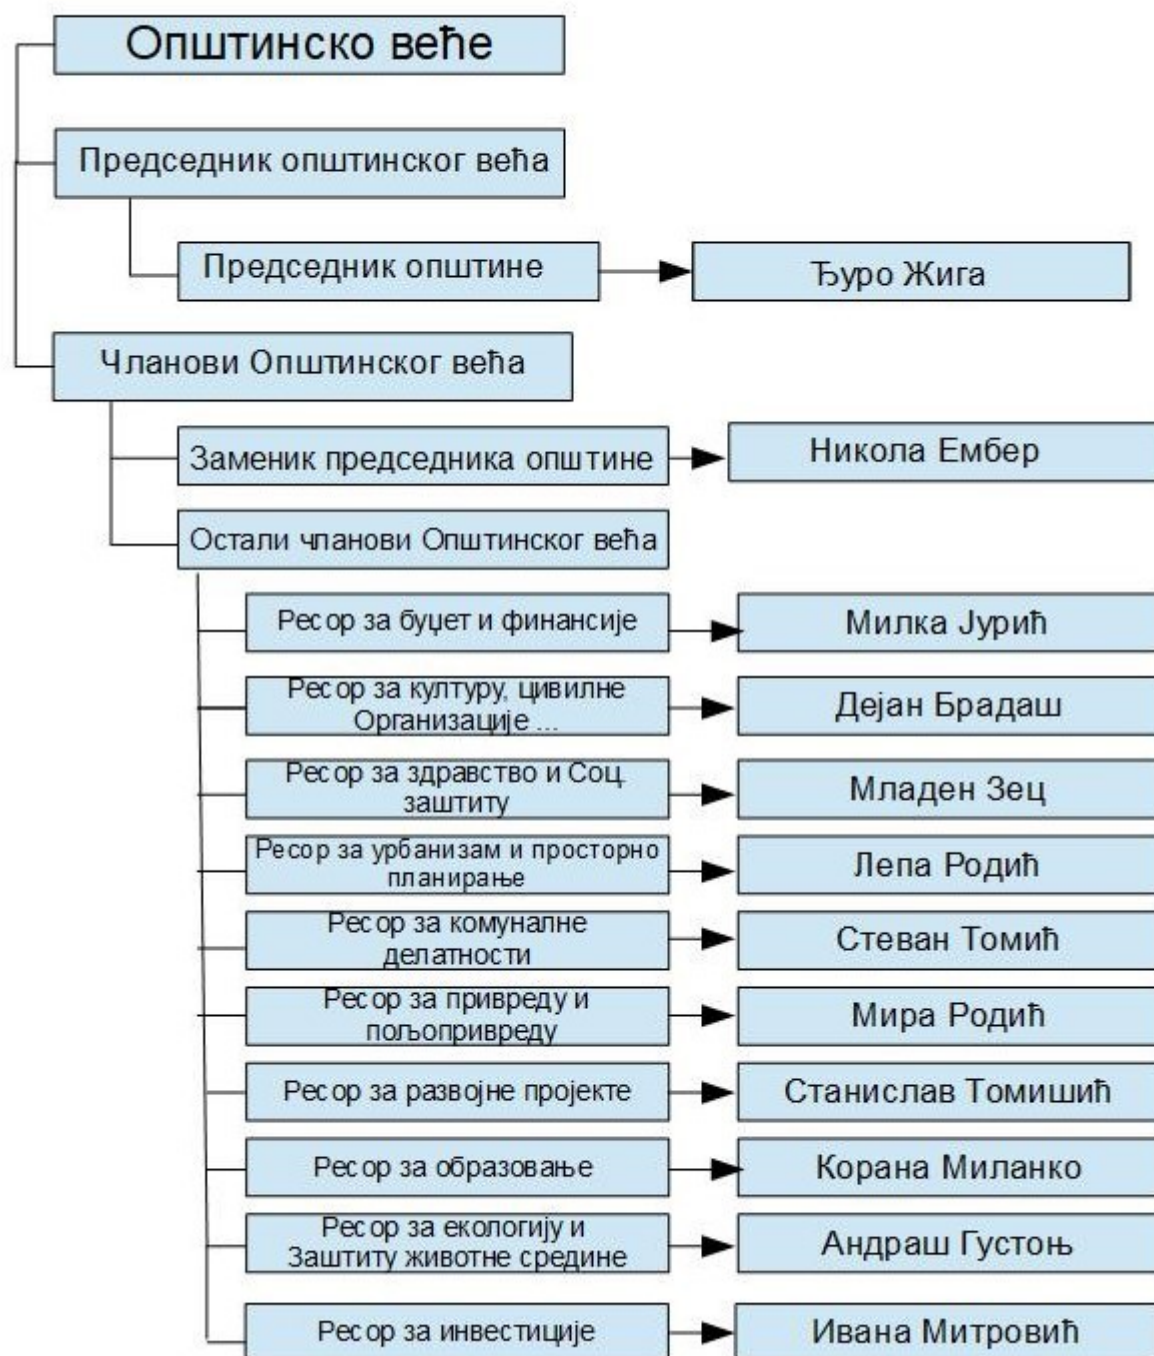 Општинско веће
Председник општинског већа
Председник општине
Ђуро Жига
Чланови Општинског већа
Заменик председника општине
Никола Ембер
Остали чланови Општинског већа
Ресор за буџет и финансије
Милка Јурић
Ресор за културу, цивилне
Организације ...
Дејан Брадаш
Ресор за здравство и Соц.
заштиту
Младен Зец
Ресор за урбанизам и просторно
планирање
Лепа Родић
Ресор за комуналне
делатности
Стеван Томић
Ресор за привреду и
пољопривреду
Мира Родић
Ресор за развојне пројекте
Станислав Томишић
Ресор за образовање
Корана Миланко
Ресор за екологију и
Заштиту животне средине
Андраш Густоњ
Ресор за инвестиције
Ивана Митровић